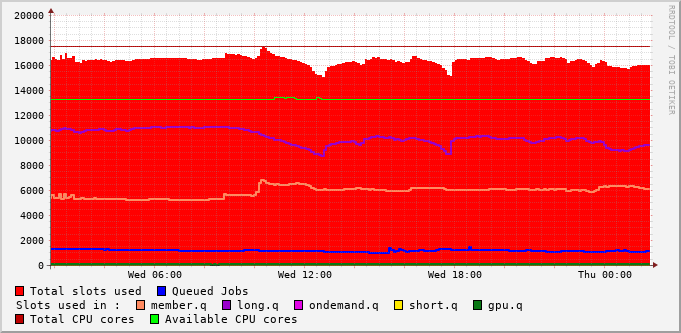 20000
18000
16000
14000
12000
10000
8000
6000
4000
2000
0
Wed 06:00 Wed 12:00 Wed 18:00 Thu 00:00
Total slots used Queued Jobs
Slots used in : member.q long.q ondemand.q short.q gpu.q
Total CPU cores Available CPU cores
RRDTOOL / TOBI OETIKER